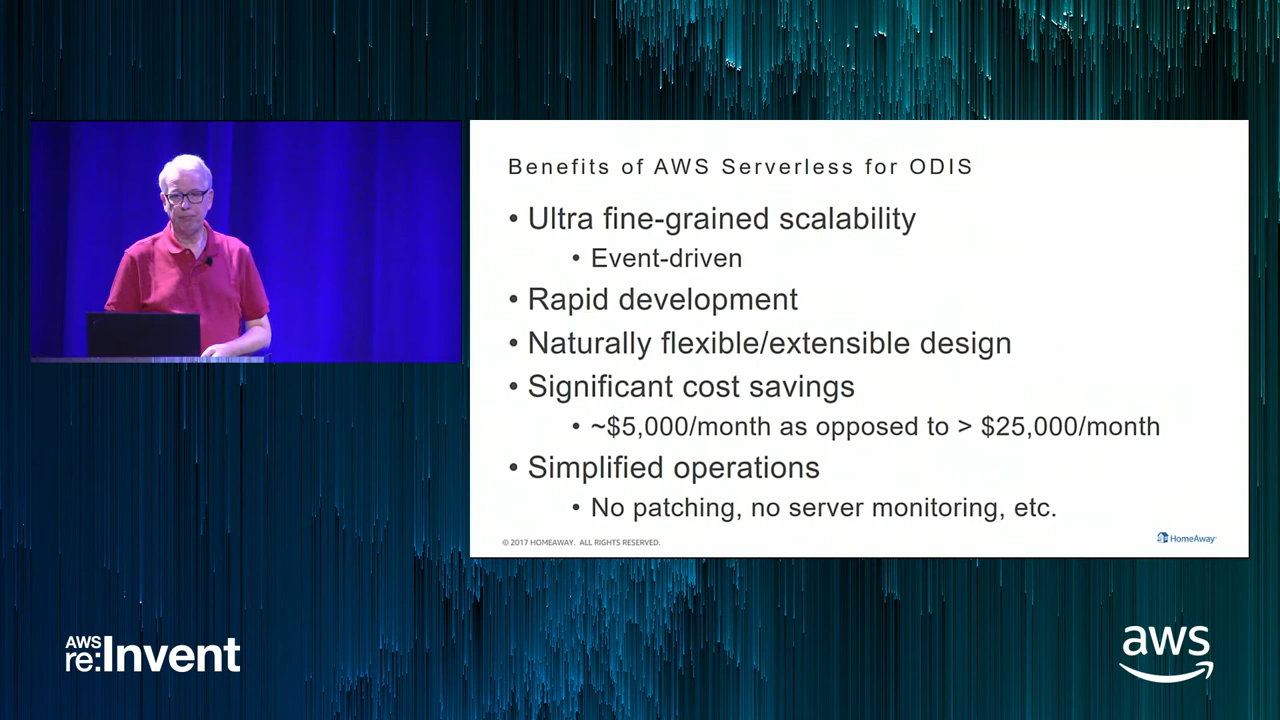 Benefits of AWS Serverless for ODIS
• Ultra fine-grained scalability
• Event-driven
• Rapid development
• Naturally flexible/extensible design
• Significant cost savings
• ~$5,000/month as opposed to > $25,000/month
• Simplified operations
• No patching, no server monitoring, etc.
© 2017 HOMEAWAY. ALL RIGHTS RESERVED.
HomeAway
AWS
re:Invent
aws